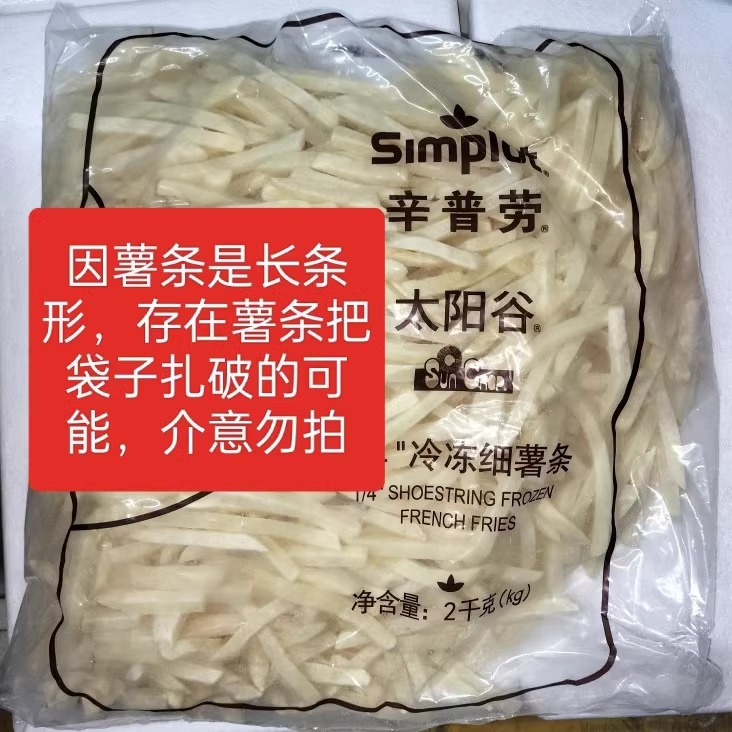 Simplot
辛普劳®
因薯条是长条
形，存在薯条把
袋子扎破的可
能，介意勿拍
太阳谷®
"冷冻细薯条
1/4" SHOESTRING FROZEN
FRENCH FRIES
净含量：2千克(kg)